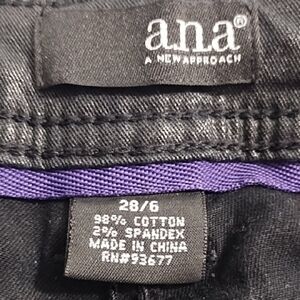 a.n.a®
A NEW APPROACH
28/6
98% COTTON
2% SPANDEX
MADE IN CHINA
RN#93677